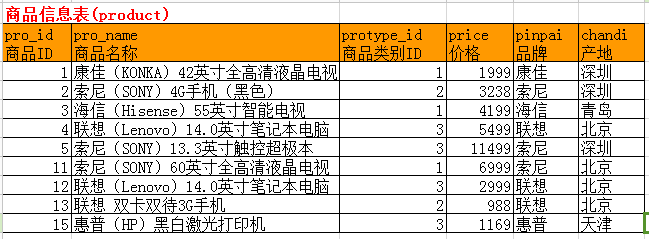 商品信息表(product)
pro_id pro_name protype_id price pinpai chandi
商品ID 商品名称 商品类别ID 价格 品牌 产地
1 康佳（KONKA）42英寸全高清液晶电视 1 1999 康佳 深圳
2 索尼（SONY）4G手机（黑色） 2 3238 索尼 深圳
3 海信（Hisense）55英寸智能电视 1 4199 海信 青岛
4 联想（Lenovo）14.0英寸笔记本电脑 3 5499 联想 北京
5 索尼（SONY）13.3英寸触控超极本 3 11499 索尼 深圳
11 索尼（SONY）60英寸全高清液晶电视 1 6999 索尼 北京
12 联想（Lenovo）14.0英寸笔记本电脑 3 2999 联想 北京
13 联想 双卡双待3G手机 2 988 联想 北京
15 惠普（HP）黑白激光打印机 3 1169 惠普 天津